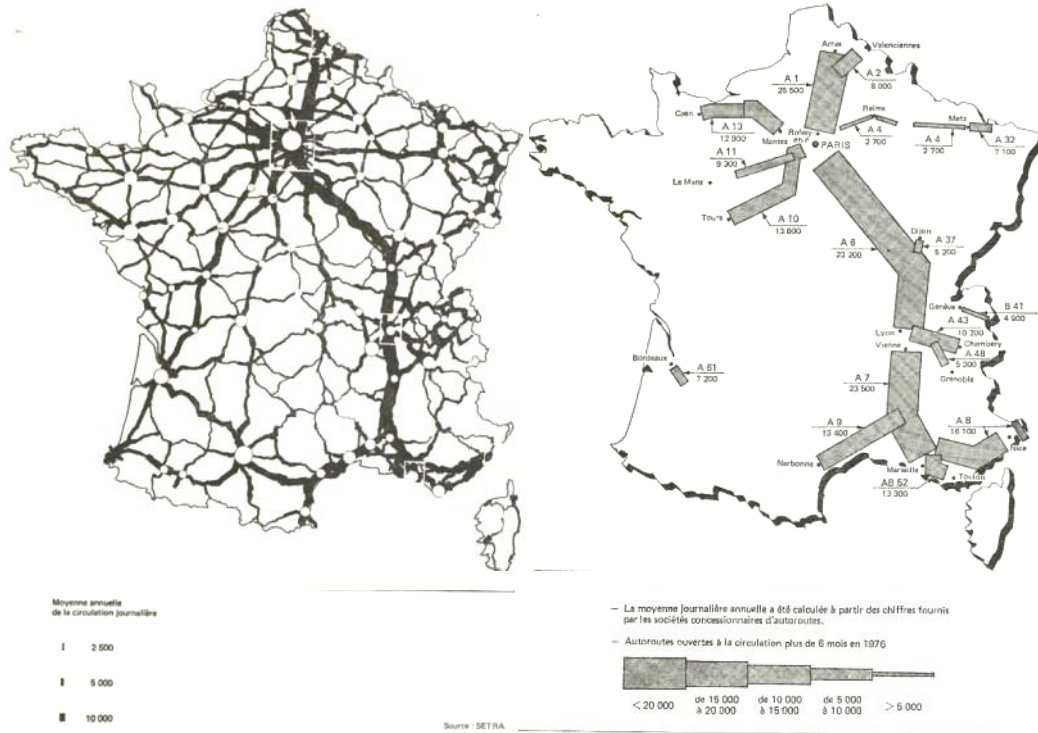 Moyenne annuelle
de la circulation journalière
2 500
5 000
10 000
Source : SETRA
Arras
Valenciennes
A 1
25 500
A 2
8 000
Caen
A 13
12 900
Mantes
Roissy
PARIS
Reims
A 4
2 700
Metz
A 4
2 700
A 32
7 100
A 11
9 300
Le Mans
Tours
A 10
13 600
A 6
23 200
Dijon
A 37
5 200
Genève
B 41
4 900
Lyon
A 43
10 200
Vienne
Chambéry
A 48
5 300
Grenoble
Bordeaux
A 61
7 200
A 7
23 500
A 9
13 400
A 8
16 100
Nice
Narbonne
Marseille
Toulon
AB 52
13 300
— La moyenne journalière annuelle a été calculée à partir des chiffres fournis
par les sociétés concessionnaires d'autoroutes.
— Autoroutes ouvertes à la circulation plus de 6 mois en 1976
< 20 000
de 15 000
à 20 000
de 10 000
à 15 000
de 5 000
à 10 000
> 5 000